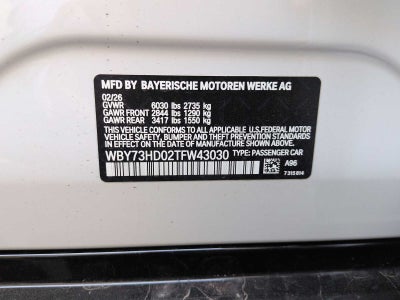 MFD BY BAYERISCHE MOTOREN WERKE AG
02/26
GVWR 6030 lbs 2735 kg
GAWR FRONT 2844 lbs 1290 kg
GAWR REAR 3417 lbs 1550 kg
THIS VEHICLE CONFORMS TO ALL APPLICABLE U.S. FEDERAL MOTOR
VEHICLE SAFETY, BUMPER, AND THEFT PREVENTION STANDARDS
IN EFFECT ON THE DATE OF MANUFACTURE SHOWN ABOVE.
WBY73HD02TFW43030 TYPE: PASSENGER CAR
A96
7315814